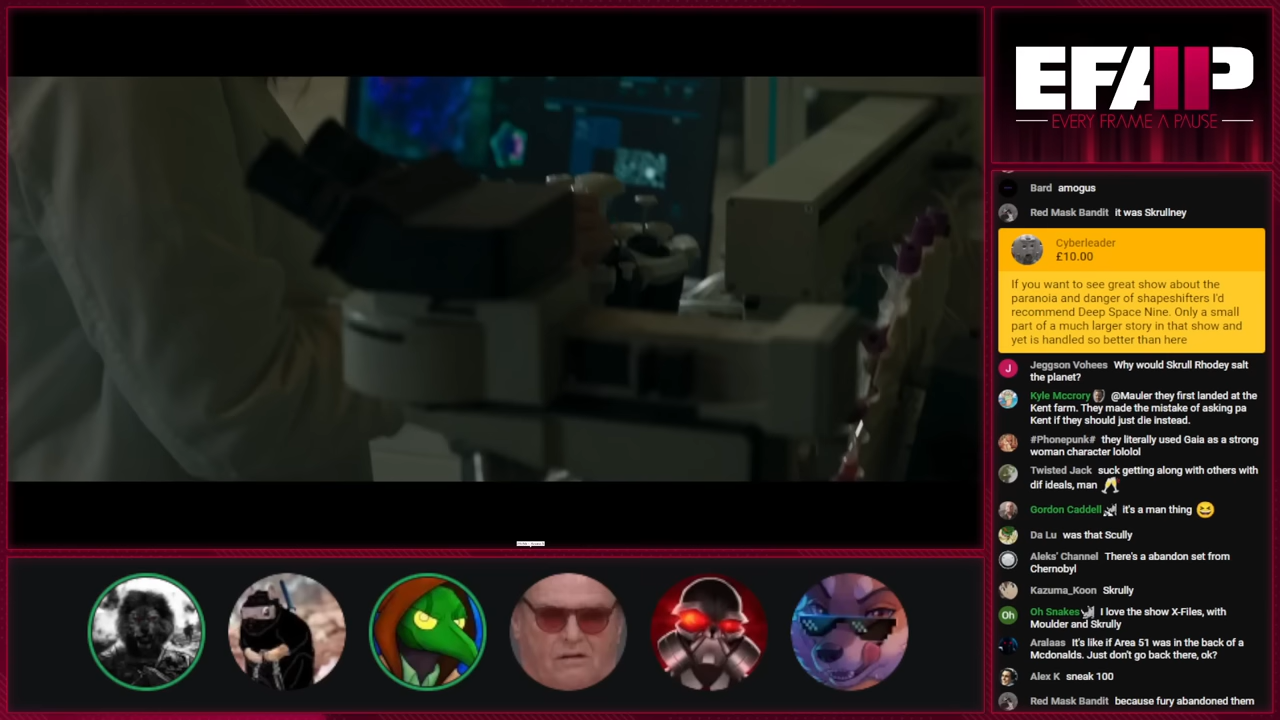 EFAP
EVERY FRAME A PAUSE
Bard amogus
Red Mask Bandit it was Skrullney
Cyberleader
£10.00
If you want to see great show about the
paranoia and danger of shapeshifters I'd
recommend Deep Space Nine. Only a small
part of a much larger story in that show and
yet is handled so better than here
J Jeggson Vohees Why would Skrull Rhodey salt
the planet?
Kyle Mccrory @Mauler they first landed at the
Kent farm. They made the mistake of asking pa
Kent if they should just die instead.
#Phonepunk# they literally used Gaia as a strong
woman character lololol
Twisted Jack suck getting along with others with
dif ideals, man 🥂
Gordon Caddell it's a man thing 😆
Da Lu was that Scully
Aleks' Channel There's a abandon set from
Chernobyl
Kazuma_Koon Skrully
Oh Oh Snakes I love the show X-Files, with
Moulder and Skrully
Aralaas It's like if Area 51 was in the back of a
Mcdonalds. Just don't go back there, ok?
Alex K sneak 100
Red Mask Bandit because fury abandoned them